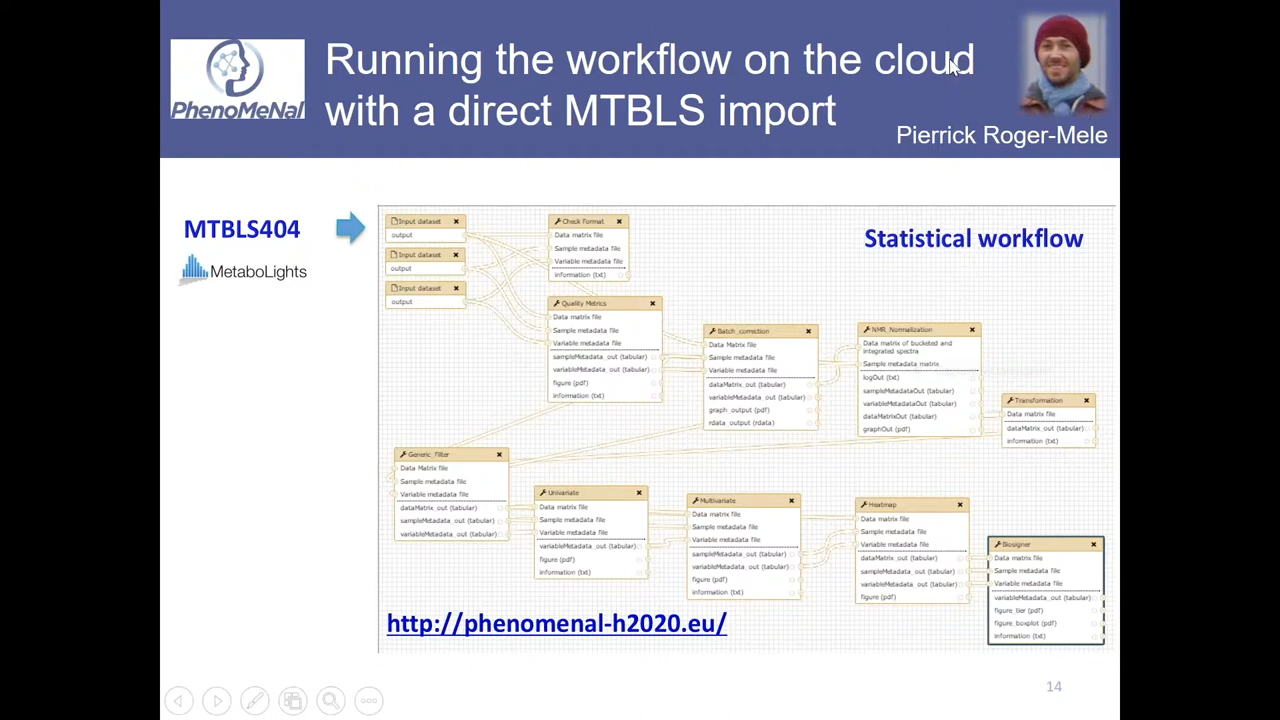 PhenoMeNal
Running the workflow on the cloud
with a direct MTBLS import
Pierrick Roger-Mele
MTBLS404
MetaboLights
Statistical workflow
Input dataset
output
Input dataset
output
Input dataset
output
Check Format
Data matrix file
Sample metadata file
Variable metadata file
information (txt)
Quality Metrics
Data matrix file
Sample metadata file
Variable metadata file
sampleMetadata_out (tabular)
variableMetadata_out (tabular)
figure (pdf)
information (txt)
Batch_correction
Data Matrix file
Sample metadata file
Variable metadata file
dataMatrix_out (tabular)
variableMetadata_out (tabular)
graph_output (pdf)
rdata_output (rdata)
NMR_Normalization
Data matrix of bucketed and
integrated spectra
Sample metadata matrix
logOut (txt)
sampleMetadataOut (tabular)
variableMetadataOut (tabular)
dataMatrixOut (tabular)
graphOut (pdf)
Transformation
Data matrix file
dataMatrix_out (tabular)
information (txt)
Generic_Filter
Data Matrix file
Sample metadata file
Variable metadata file
dataMatrix_out (tabular)
sampleMetadata_out (tabular)
variableMetadata_out (tabular)
Univariate
Data matrix file
Sample metadata file
Variable metadata file
variableMetadata_out (tabular)
figure (pdf)
information (txt)
Multivariate
Data matrix file
Sample metadata file
Variable metadata file
sampleMetadata_out (tabular)
variableMetadata_out (tabular)
figure (pdf)
information (txt)
Heatmap
Data matrix file
Sample metadata file
Variable metadata file
dataMatrix_out (tabular)
sampleMetadata_out (tabular)
variableMetadata_out (tabular)
figure (pdf)
Biosigner
Data matrix file
Sample metadata file
Variable metadata file
variableMetadata_out (tabular)
figure_tier (pdf)
figure_boxplot (pdf)
information (txt)
http://phenomenal-h2020.eu/
14